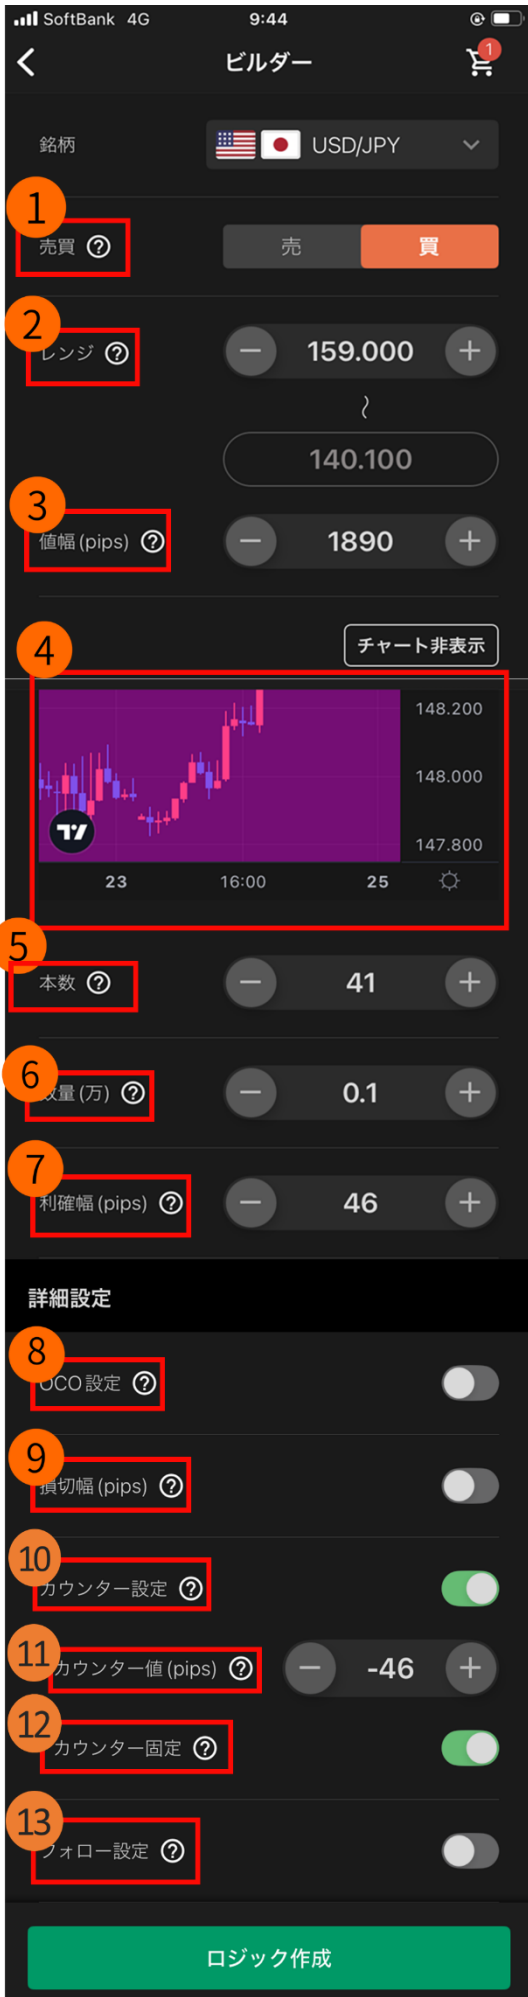 SoftBank 4G 9:44
ビルダー 1
銘柄 USD/JPY
1
売買 ? 売 買
2
レンジ ? − 159.000 +
〜
140.100
3
値幅(pips) ? − 1890 +
4
チャート非表示
148.200
148.000
147.800
23 16:00 25
5
本数 ? − 41 +
6
数量(万) ? − 0.1 +
7
利確幅(pips) ? − 46 +
詳細設定
8
OCO設定 ?
9
損切幅(pips) ?
10
カウンター設定 ?
11
カウンター値(pips) ? − -46 +
12
カウンター固定 ?
13
フォロー設定 ?
ロジック作成